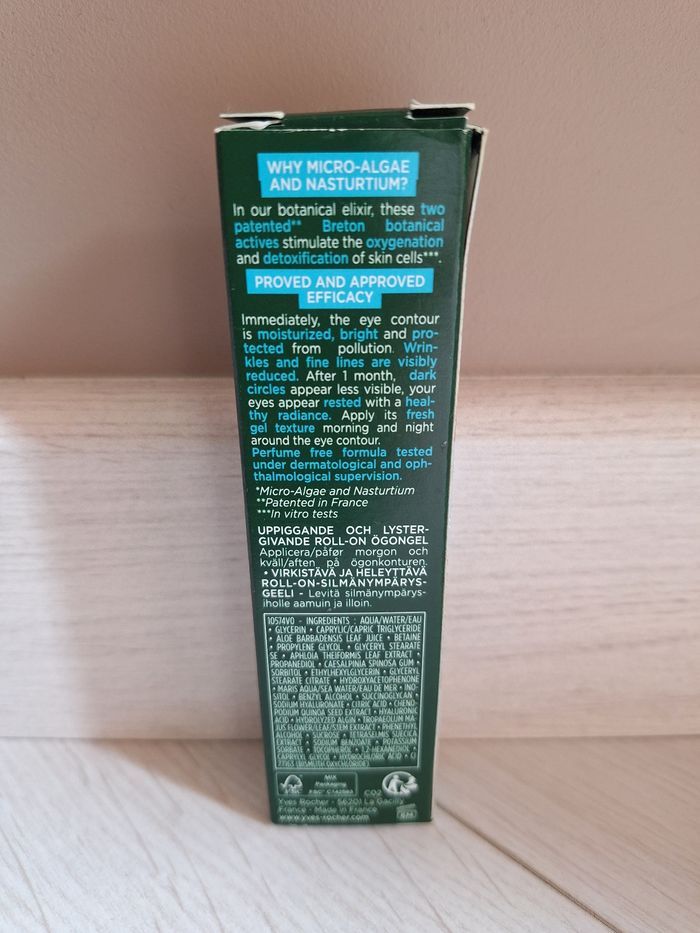 WHY MICRO-ALGAE
AND NASTURTIUM?
In our botanical elixir, these two
patented** Breton botanical
actives stimulate the oxygenation
and detoxification of skin cells***.
PROVED AND APPROVED
EFFICACY
Immediately, the eye contour
is moisturized, bright and pro-
tected from pollution. Wrin-
kles and fine lines are visibly
reduced. After 1 month, dark
circles appear less visible, your
eyes appear rested with a heal-
thy radiance. Apply its fresh
gel texture morning and night
around the eye contour.
Perfume free formula tested
under dermatological and oph-
thalmological supervision.
*Micro-Algae and Nasturtium
**Patented in France
***In vitro tests
UPPIGGANDE OCH LYSTER-
GIVANDE ROLL-ON ÖGONGEL
Applicera/påfør morgon och
kväll/aften på ögonkonturen.
• VIRKISTÄVÄ JA HELEYTTÄVÄ
ROLL-ON-SILMÄNYMPÄRYS-
GEELI - Levitä silmänympärys-
iholle aamuin ja illoin.
10574V0 - INGREDIENTS : AQUA/WATER/EAU
• GLYCERIN • CAPRYLIC/CAPRIC TRIGLYCERIDE
• ALOE BARBADENSIS LEAF JUICE • BETAINE
• PROPYLENE GLYCOL • GLYCERYL STEARATE
SE • APHLOIA THEIFORMIS LEAF EXTRACT •
PROPANEDIOL • CAESALPINIA SPINOSA GUM •
SORBITOL • ETHYLHEXYLGLYCERIN • GLYCERYL
STEARATE CITRATE • HYDROXYACETOPHENONE
• MARIS AQUA/SEA WATER/EAU DE MER • INO-
SITOL • BENZYL ALCOHOL • SUCCINOGLYCAN •
SODIUM HYALURONATE • CITRIC ACID • CHENO-
PODIUM QUINOA SEED EXTRACT • HYALURONIC
ACID • HYDROLYZED ALGIN • TROPAEOLUM MA-
JUS FLOWER/LEAF/STEM EXTRACT • PHENETHYL
ALCOHOL • SUCROSE • TETRASELMIS SUECICA
EXTRACT • SODIUM BENZOATE • POTASSIUM
SORBATE • TOCOPHEROL • 1,2-HEXANEDIOL •
CAPRYLYL GLYCOL • HYDROCHLORIC ACID •
77163 (BISMUTH OXYCHLORIDE).
MIX
Packaging
FSC
CO2
Yves Rocher - 56201 La Gacilly
France - Made in France
www.yves-rocher.com